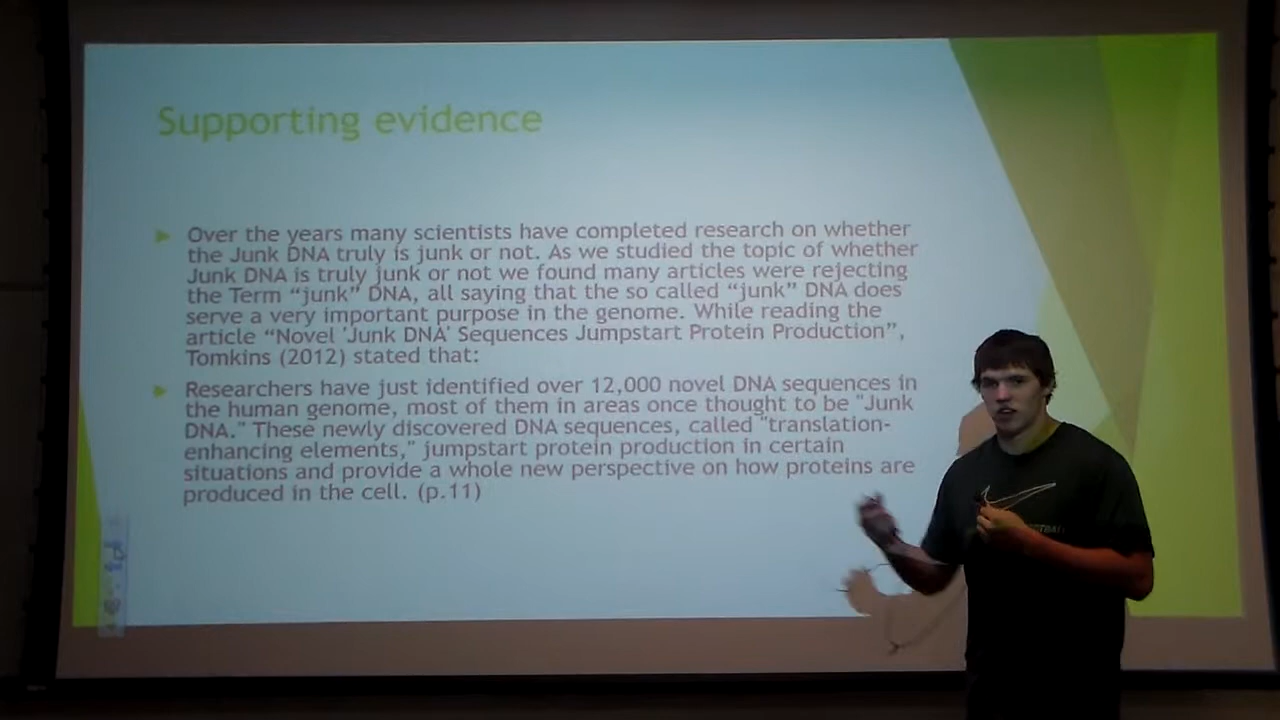 Supporting evidence
Over the years many scientists have completed research on whether
the Junk DNA truly is junk or not. As we studied the topic of whether
Junk DNA is truly junk or not we found many articles were rejecting
the Term “junk” DNA, all saying that the so called “junk” DNA does
serve a very important purpose in the genome. While reading the
article “Novel 'Junk DNA' Sequences Jumpstart Protein Production”,
Tomkins (2012) stated that:
Researchers have just identified over 12,000 novel DNA sequences in
the human genome, most of them in areas once thought to be "Junk
DNA." These newly discovered DNA sequences, called "translation-
enhancing elements," jumpstart protein production in certain
situations and provide a whole new perspective on how proteins are
produced in the cell. (p.11)